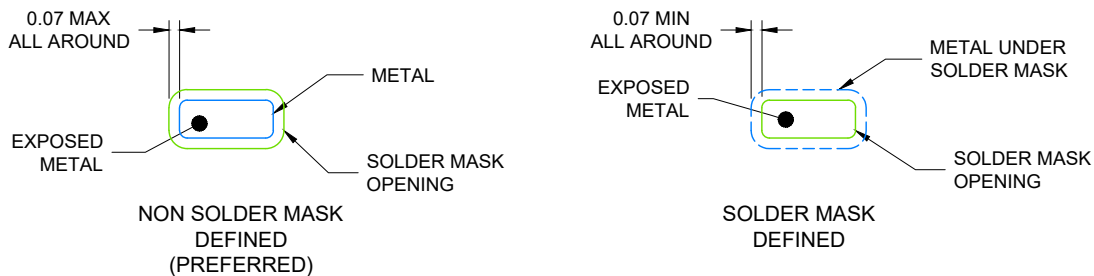 0.07 MAX
ALL AROUND
METAL
EXPOSED
METAL
SOLDER MASK
OPENING
NON SOLDER MASK
DEFINED
(PREFERRED)
0.07 MIN
ALL AROUND
METAL UNDER
SOLDER MASK
EXPOSED
METAL
SOLDER MASK
OPENING
SOLDER MASK
DEFINED